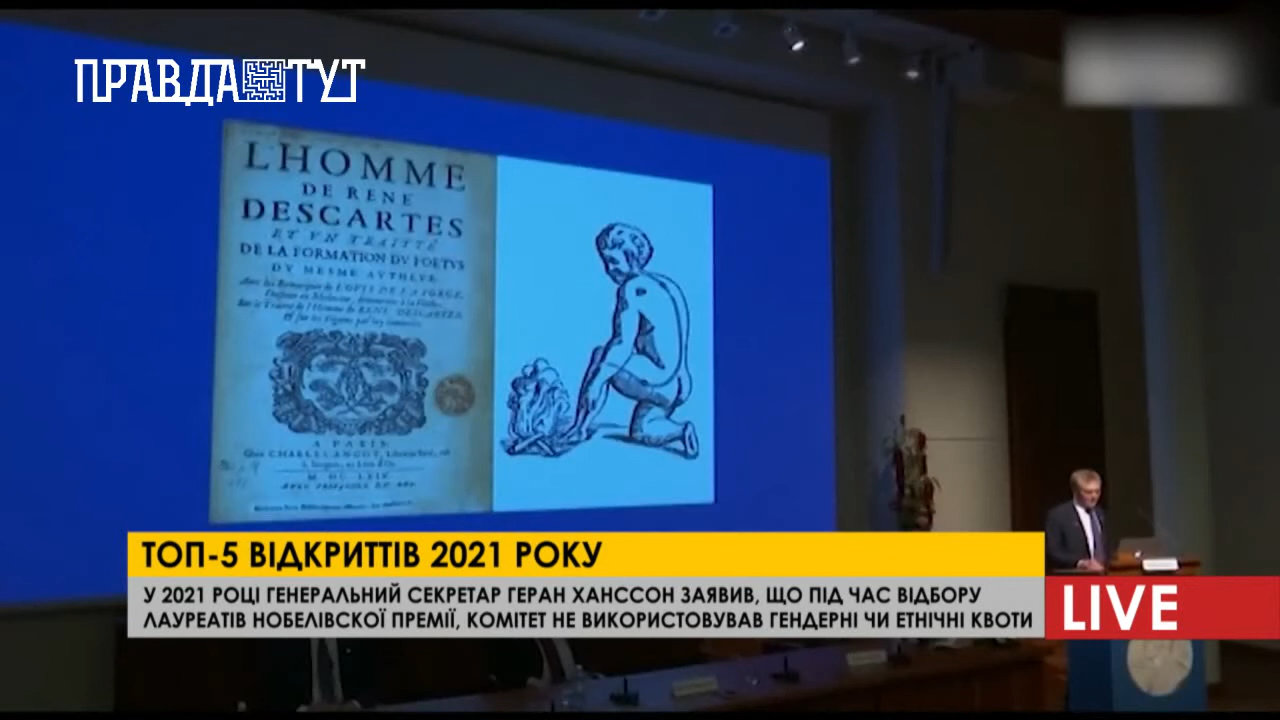 ПРАВДА ТУТ
LHOMME
DE RENE
DESCARTES
ET VN TRAITTÉ
DE LA FORMATION DV FOETVS
DV MESME AVTHEVR.
A PARIS,
ТОП-5 ВІДКРИТТІВ 2021 РОКУ
У 2021 РОЦІ ГЕНЕРАЛЬНИЙ СЕКРЕТАР ГЕРАН ХАНССОН ЗАЯВИВ, ЩО ПІД ЧАС ВІДБОРУ
ЛАУРЕАТІВ НОБЕЛІВСКОЇ ПРЕМІЇ, КОМІТЕТ НЕ ВИКОРИСТОВУВАВ ГЕНДЕРНІ ЧИ ЕТНІЧНІ КВОТИ
LIVE